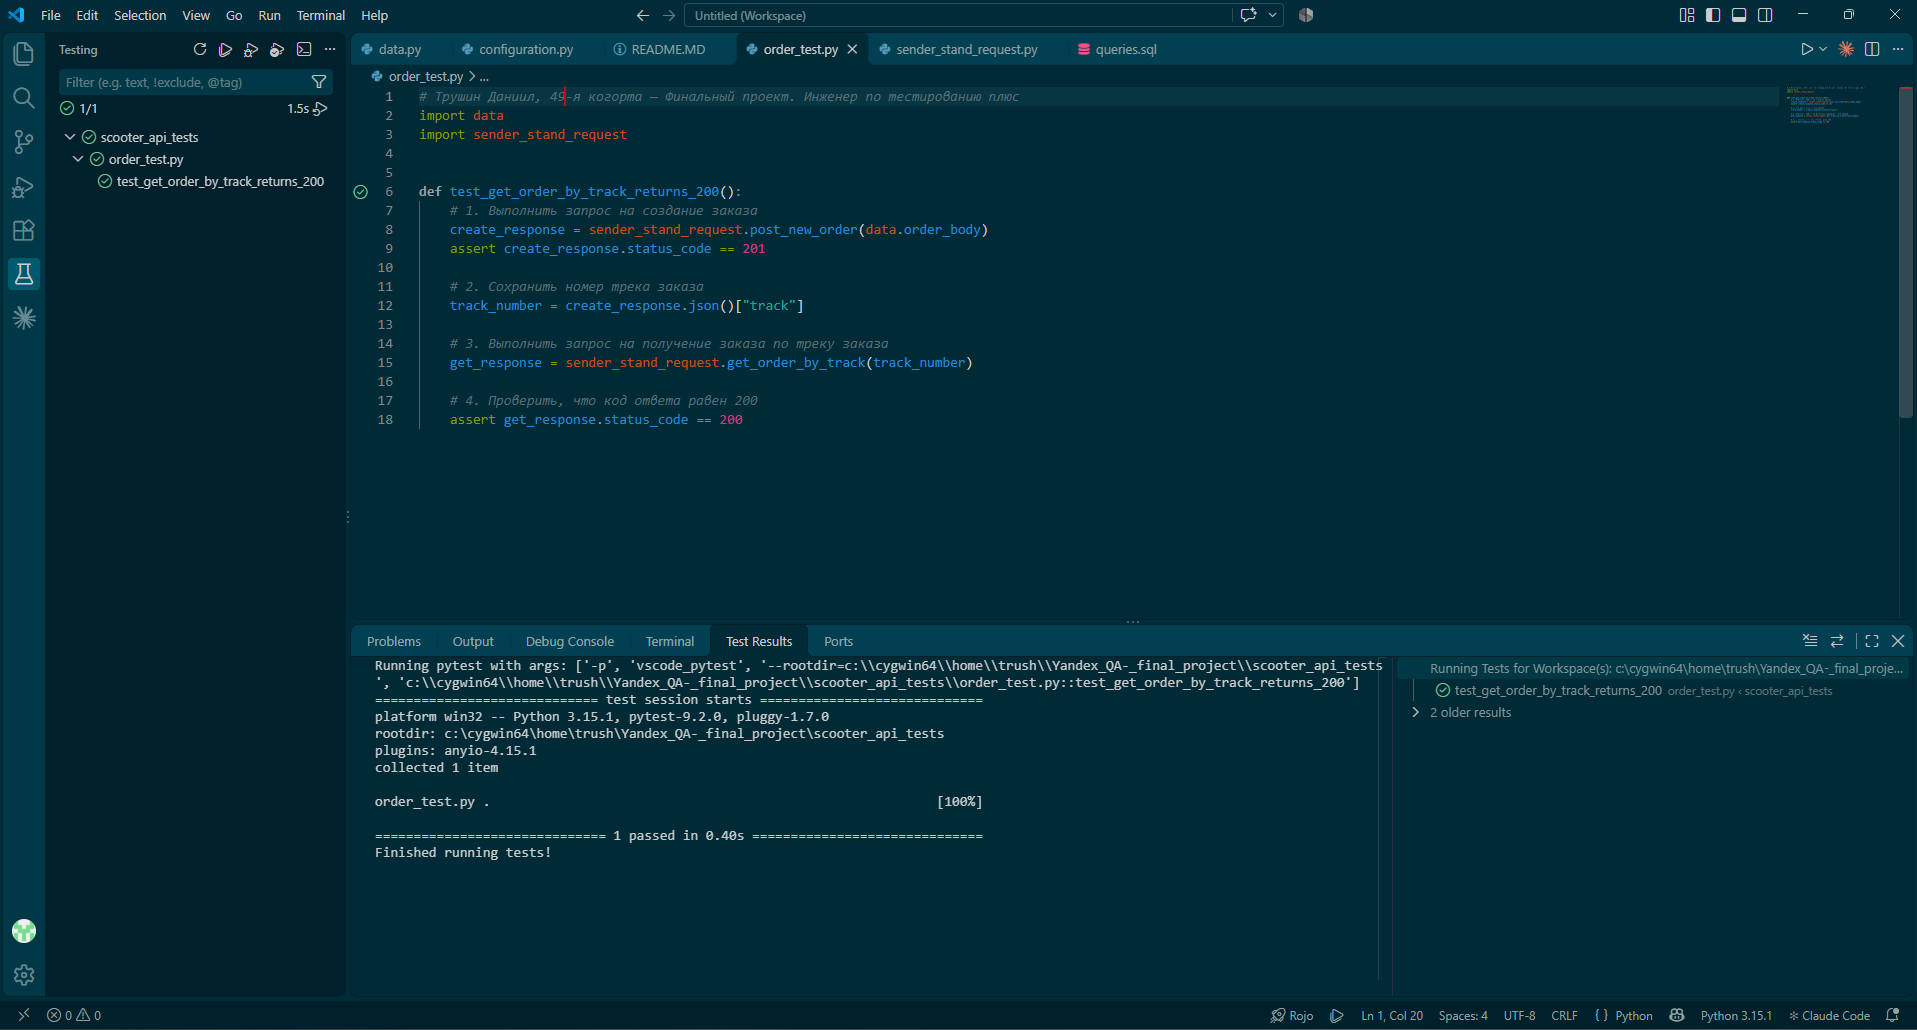 File Edit Selection View Go Run Terminal Help
Untitled (Workspace)
Testing
Filter (e.g. text, !exclude, @tag)
1/1 1.5s
scooter_api_tests
order_test.py
test_get_order_by_track_returns_200
data.py configuration.py README.MD order_test.py sender_stand_request.py queries.sql
order_test.py > ...
1 # Трушин Даниил, 49-я когорта — Финальный проект. Инженер по тестированию плюс
2 import data
3 import sender_stand_request
4
5
6 def test_get_order_by_track_returns_200():
7 # 1. Выполнить запрос на создание заказа
8 create_response = sender_stand_request.post_new_order(data.order_body)
9 assert create_response.status_code == 201
10
11 # 2. Сохранить номер трека заказа
12 track_number = create_response.json()["track"]
13
14 # 3. Выполнить запрос на получение заказа по треку заказа
15 get_response = sender_stand_request.get_order_by_track(track_number)
16
17 # 4. Проверить, что код ответа равен 200
18 assert get_response.status_code == 200
Problems Output Debug Console Terminal Test Results Ports
Running pytest with args: ['-p', 'vscode_pytest', '--rootdir=c:\\cygwin64\\home\\trush\\Yandex_QA-_final_project\\scooter_api_tests
', 'c:\\cygwin64\\home\\trush\\Yandex_QA-_final_project\\scooter_api_tests\\order_test.py::test_get_order_by_track_returns_200']
============================= test session starts =============================
platform win32 -- Python 3.15.1, pytest-9.2.0, pluggy-1.7.0
rootdir: c:\cygwin64\home\trush\Yandex_QA-_final_project\scooter_api_tests
plugins: anyio-4.15.1
collected 1 item
order_test.py . [100%]
============================== 1 passed in 0.40s ==============================
Finished running tests!
Running Tests for Workspace(s): c:\cygwin64\home\trush\Yandex_QA-_final_proje...
test_get_order_by_track_returns_200 order_test.py ‹ scooter_api_tests
2 older results
0 0
Rojo Ln 1, Col 20 Spaces: 4 UTF-8 CRLF { } Python Python 3.15.1 Claude Code